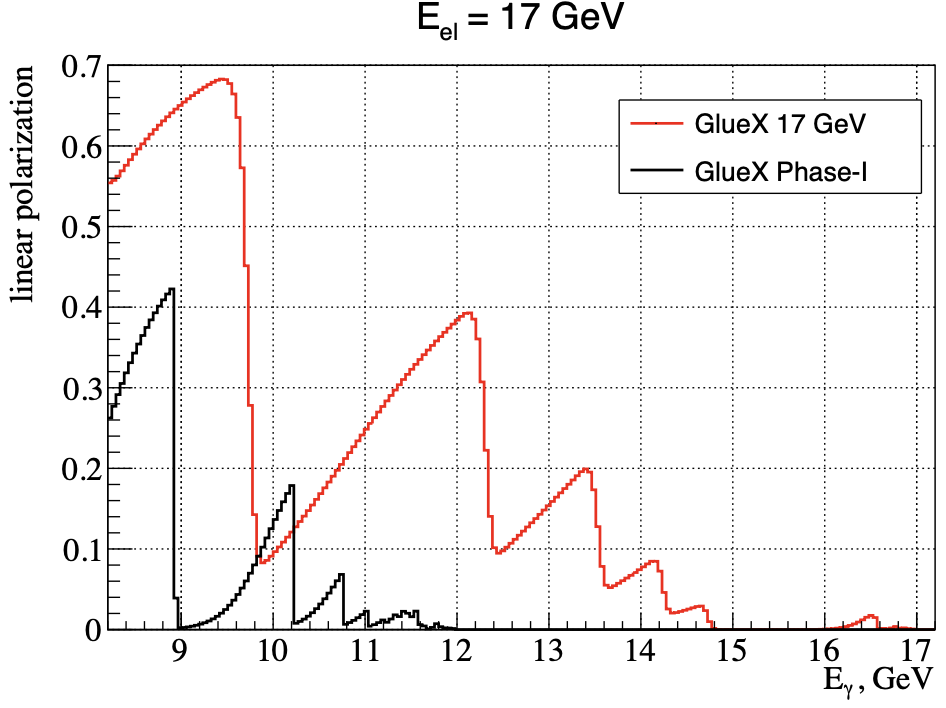 E_el = 17 GeV
linear polarization
0.7
0.6
0.5
0.4
0.3
0.2
0.1
0
GlueX 17 GeV
GlueX Phase-I
9 10 11 12 13 14 15 16 17
E_γ, GeV